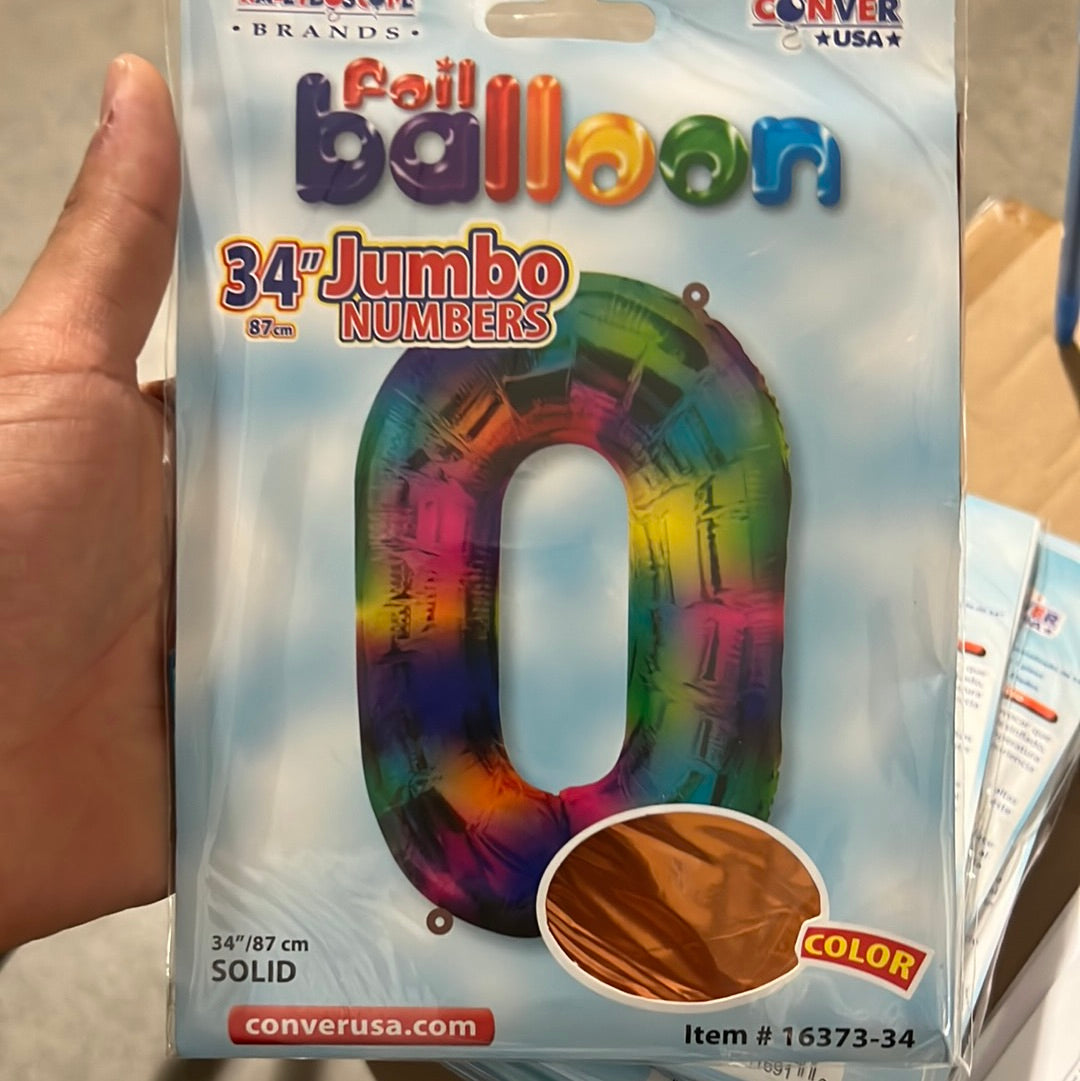 BRANDS
CONVER
★USA★
Foil
balloon
34" Jumbo
87cm NUMBERS
34"/87 cm
SOLID
COLOR
converusa.com
Item # 16373-34